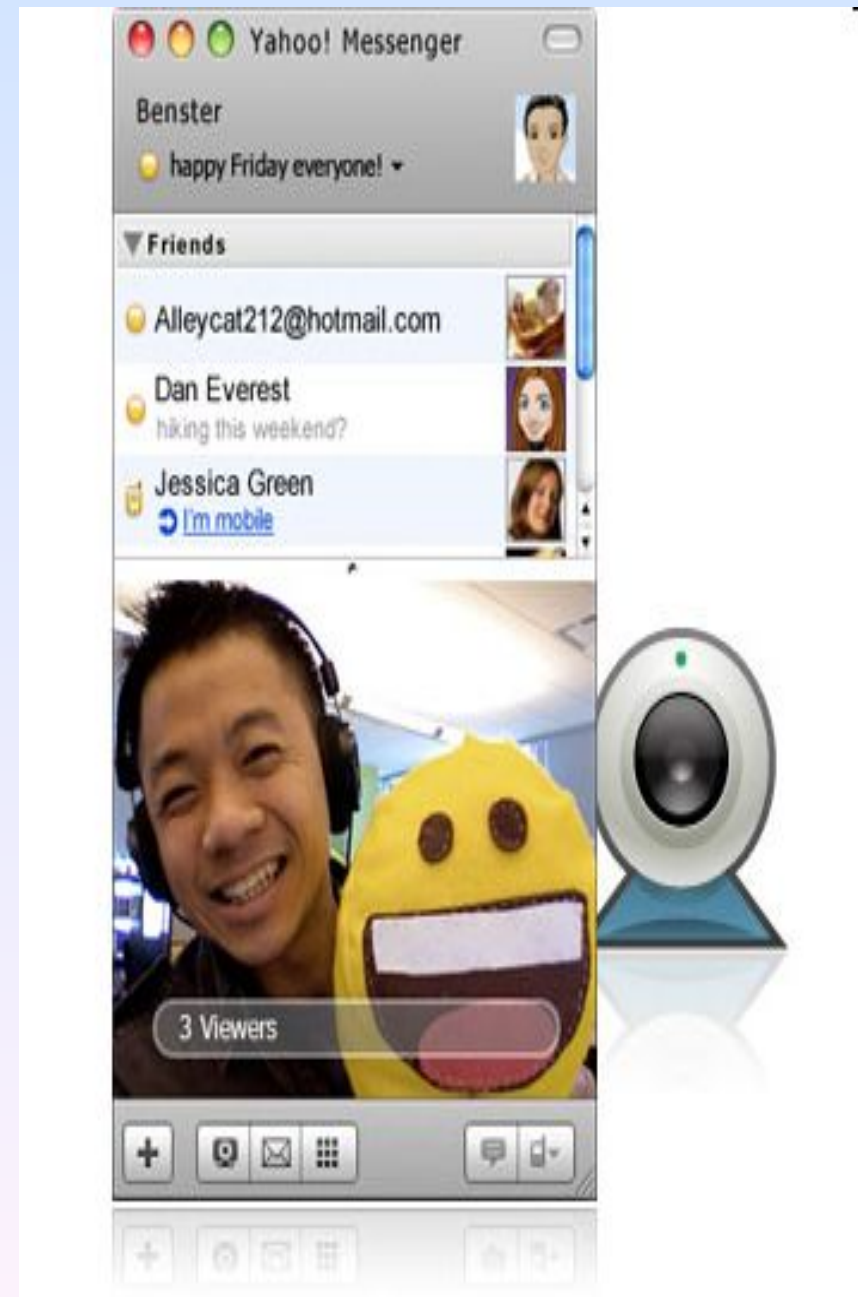 Yahoo! Messenger
Benster
happy Friday everyone!
Friends
Alleycat212@hotmail.com
Dan Everest
hiking this weekend?
Jessica Green
I'm mobile
3 Viewers